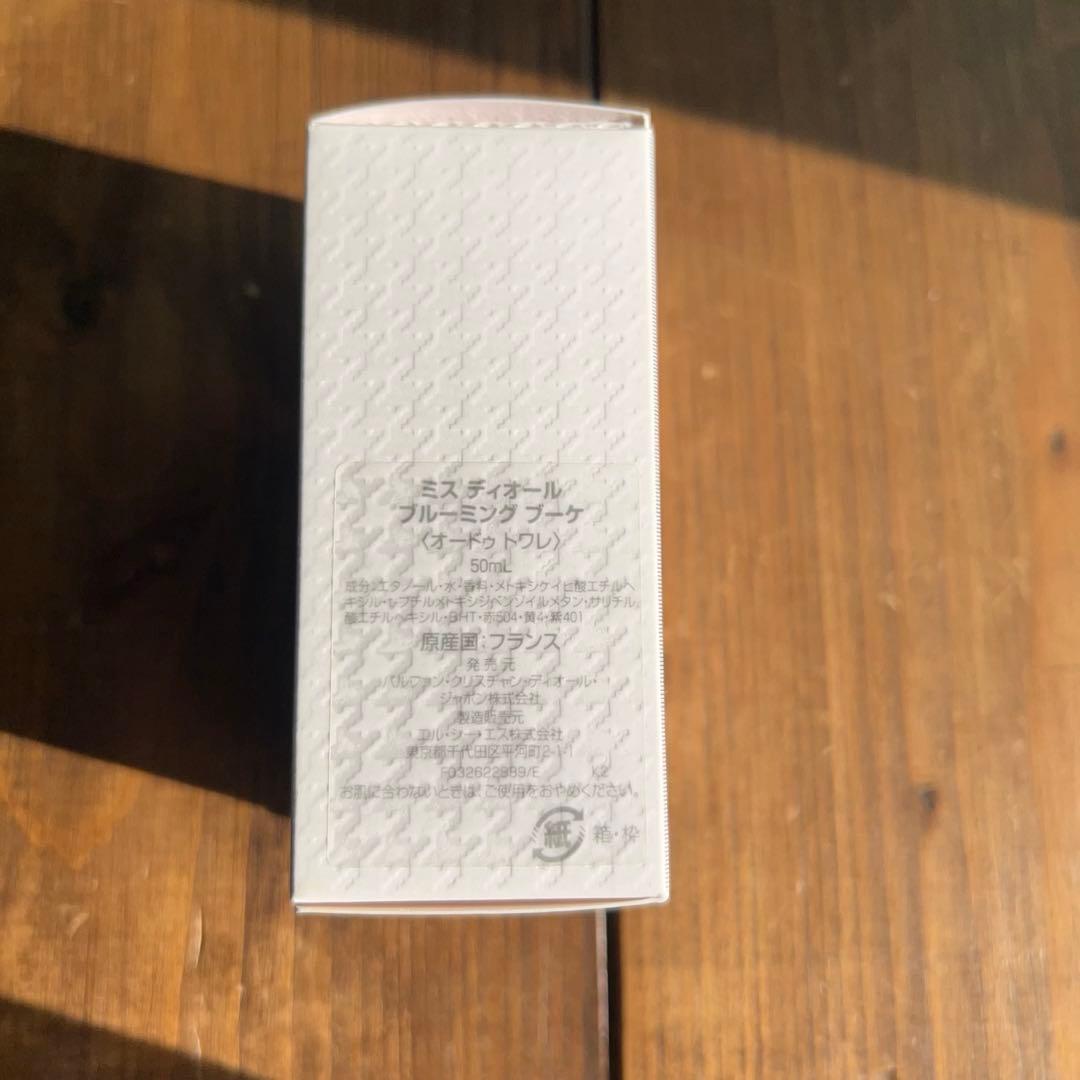 ミス ディオール
ブルーミング ブーケ
〈オードゥ トワレ〉
50mL
成分:エタノール・水・香料・メトキシケイヒ酸エチルヘ
キシル・t-ブチルメトキシジベンゾイルメタン・サリチル
酸エチルヘキシル・BHT・赤504・黄4・紫401
原産国:フランス
発売元
パルファン・クリスチャン・ディオール・
ジャポン株式会社
製造販売元
エル・シー・エス株式会社
東京都千代田区平河町2-1-1
F032622999/E K2
お肌に合わないときは、ご使用をおやめください。
紙 箱・枠